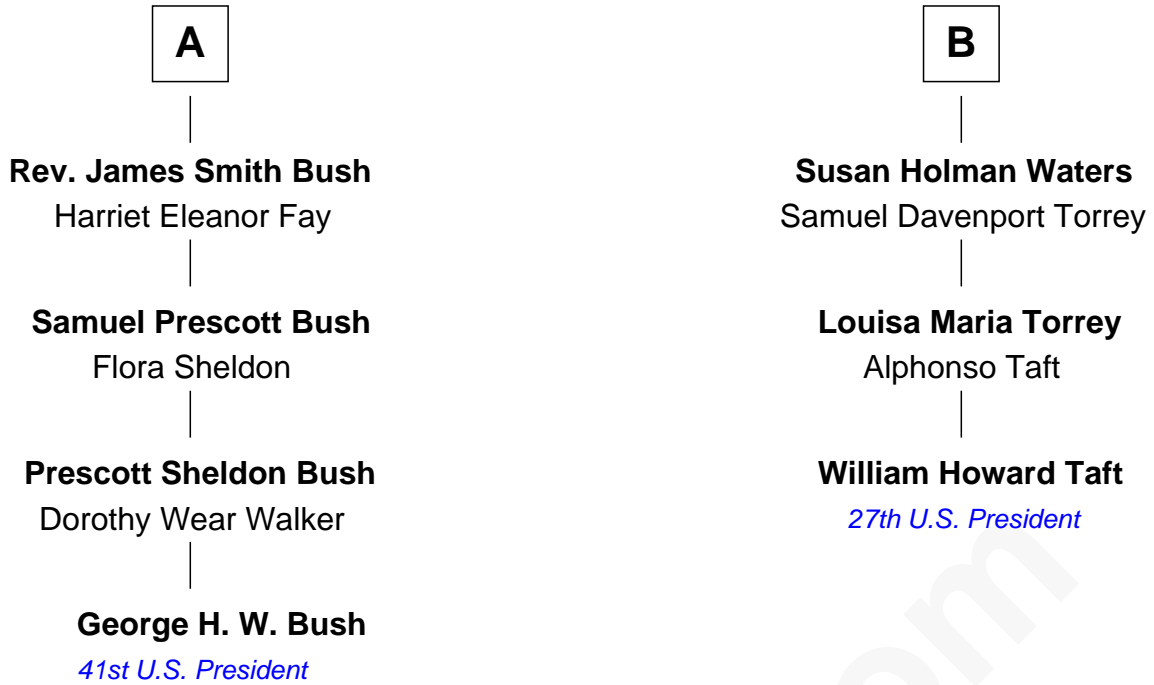 A
Rev. James Smith Bush
Harriet Eleanor Fay
Samuel Prescott Bush
Flora Sheldon
Prescott Sheldon Bush
Dorothy Wear Walker
George H. W. Bush
41st U.S. President
B
Susan Holman Waters
Samuel Davenport Torrey
Louisa Maria Torrey
Alphonso Taft
William Howard Taft
27th U.S. President
om